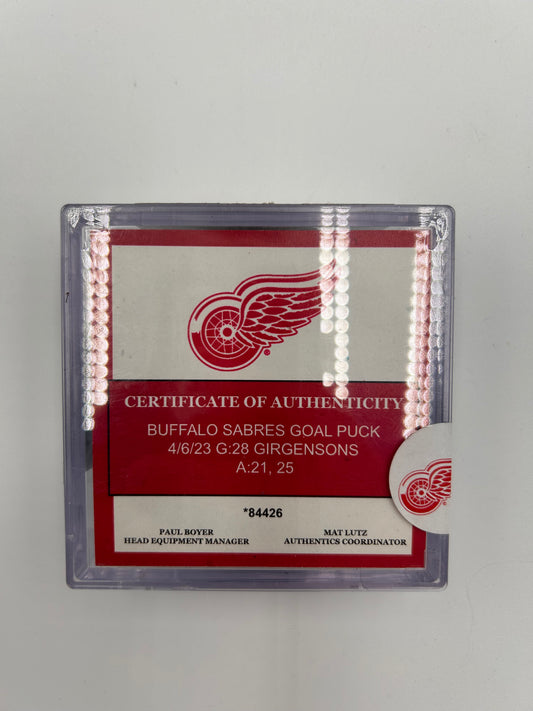 CERTIFICATE OF AUTHENTICITY
BUFFALO SABRES GOAL PUCK
4/6/23 G:28 GIRGENSONS
A:21, 25
*84426
PAUL BOYER
HEAD EQUIPMENT MANAGER
MAT LUTZ
AUTHENTICS COORDINATOR